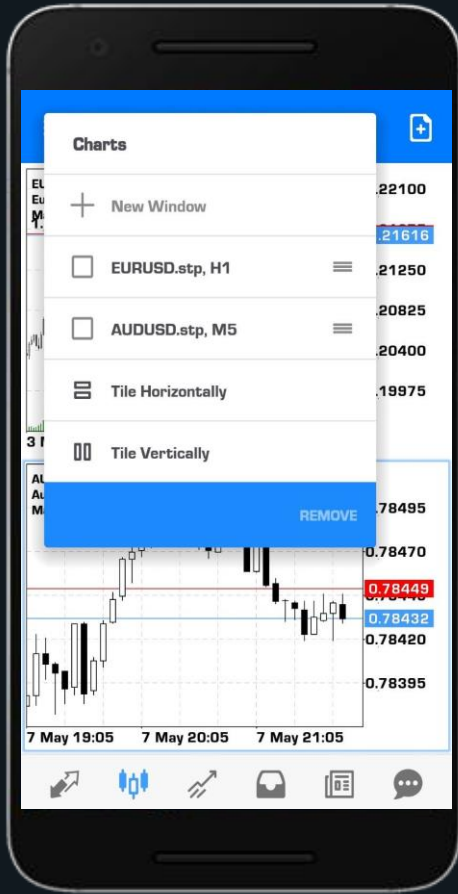 Charts
New Window
EURUSD.stp, H1
AUDUSD.stp, M5
Tile Horizontally
Tile Vertically
REMOVE
.22100
.21616
.21250
.20825
.20400
.19975
0.78495
0.78470
0.78449
0.78432
0.78420
0.78395
7 May 19:05 7 May 20:05 7 May 21:05